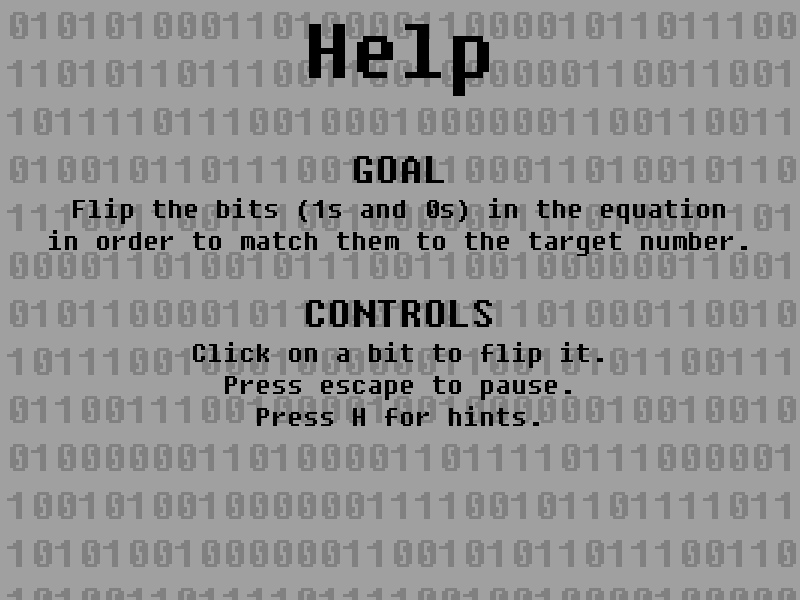 Help
GOAL
Flip the bits (1s and 0s) in the equation
in order to match them to the target number.
CONTROLS
Click on a bit to flip it.
Press escape to pause.
Press H for hints.